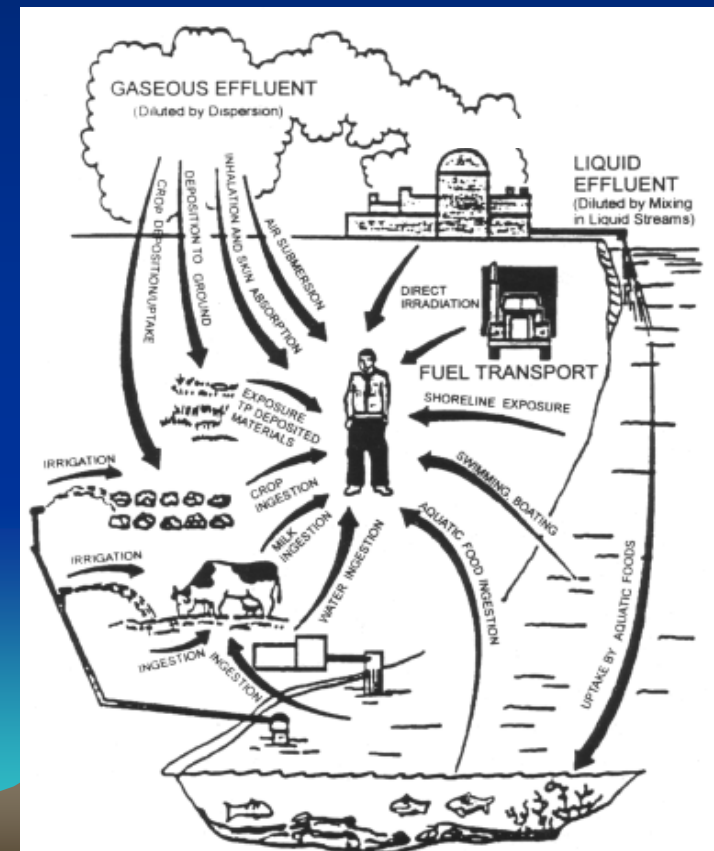 GASEOUS EFFLUENT
(Diluted by Dispersion)
LIQUID
EFFLUENT
(Diluted by Mixing
in Liquid Streams)
CROP DEPOSITION/UPTAKE
DEPOSITION TO
GROUND
INHALATION AND
SKIN ABSORPTION
AIR SUBMERSION
DIRECT
IRRADIATION
FUEL TRANSPORT
SHORELINE EXPOSURE
EXPOSURE
TP DEPOSITED
MATERIALS
SWIMMING, BOATING
IRRIGATION
CROP
INGESTION
MILK
INGESTION
IRRIGATION
WATER INGESTION
AQUATIC FOOD INGESTION
UPTAKE BY AQUATIC FOODS
INGESTION
INGESTION